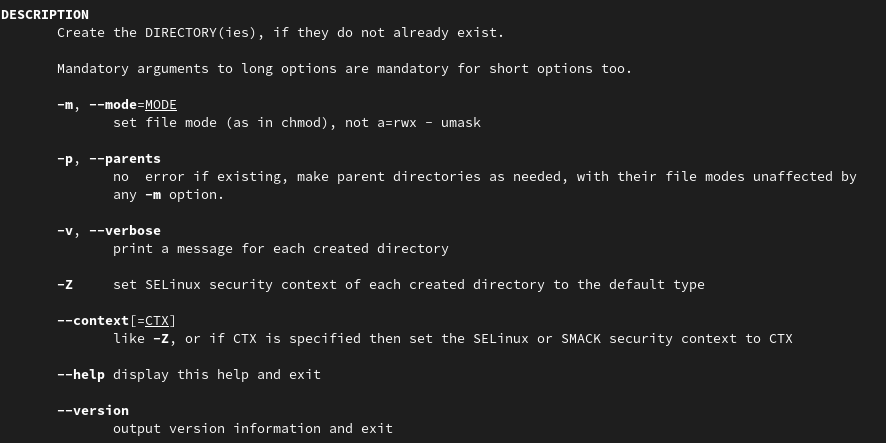 DESCRIPTION
Create the DIRECTORY(ies), if they do not already exist.
Mandatory arguments to long options are mandatory for short options too.
-m, --mode=MODE
set file mode (as in chmod), not a=rwx - umask
-p, --parents
no  error if existing, make parent directories as needed, with their file modes unaffected by
any -m option.
-v, --verbose
print a message for each created directory
-Z     set SELinux security context of each created directory to the default type
--context[=CTX]
like -Z, or if CTX is specified then set the SELinux or SMACK security context to CTX
--help display this help and exit
--version
output version information and exit